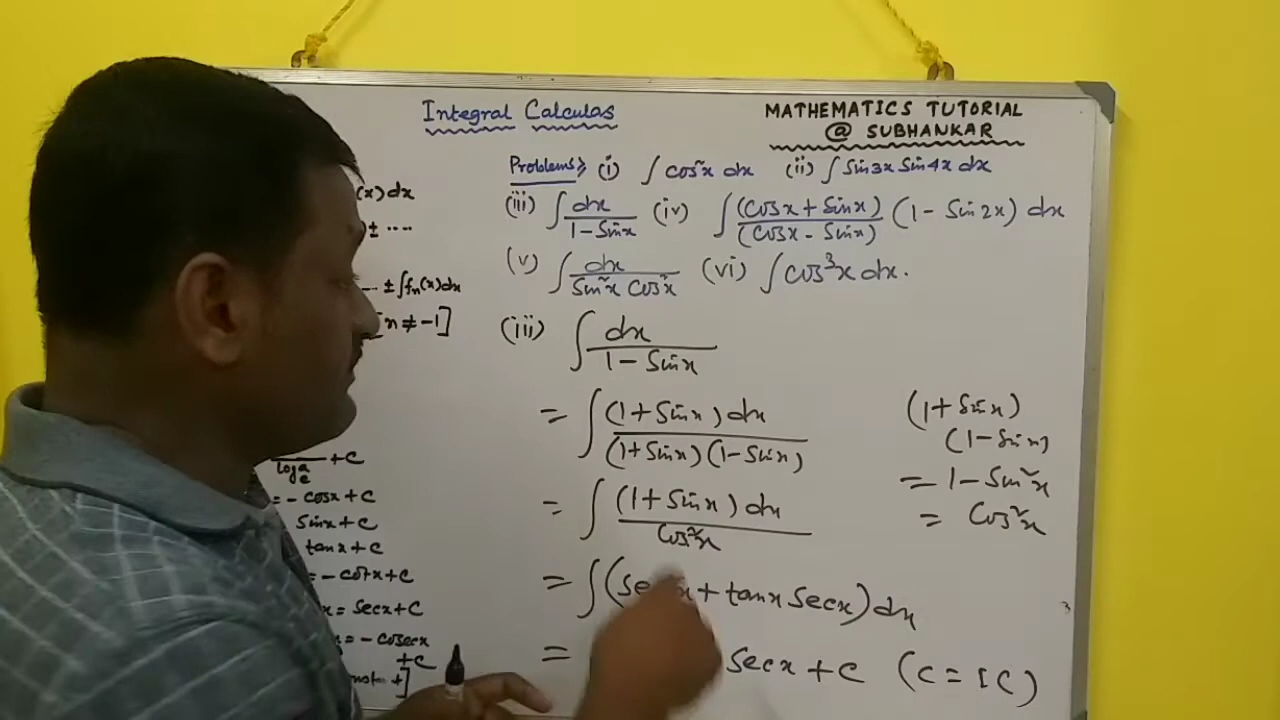 Integral Calculas
MATHEMATICS TUTORIAL
@ SUBHANKAR
Problems⇒ (i) ∫ Cos²x dx (ii) ∫ Sin3x Sin4x dx
(iii) ∫ dx / (1 - Sinx) (iv) ∫ (Cosx + Sinx) / (Cosx - Sinx) (1 - Sin2x) dx
(v) ∫ dx / (Sin²x Cos²x) (vi) ∫ Cos³x dx.
(x) dx
± ....
... ± ∫fₙ(x)dx
[n ≠ -1]
logₑa + C
= - cosx + C
sinx + C
tanx + C
= - cotx + C
= secx + C
= - cosecx
+ C
]
(iii) ∫ dx / (1 - Sinx)
= ∫ (1 + Sinx) dx / (1 + Sinx) (1 - Sinx)
= ∫ (1 + Sinx) dx / Cos²x
= ∫ (Sec x + tanx Secx) dx
= Secx + C (C = IC)
(1 + Sinx)
(1 - Sinx)
= 1 - Sin²x
= Cos²x